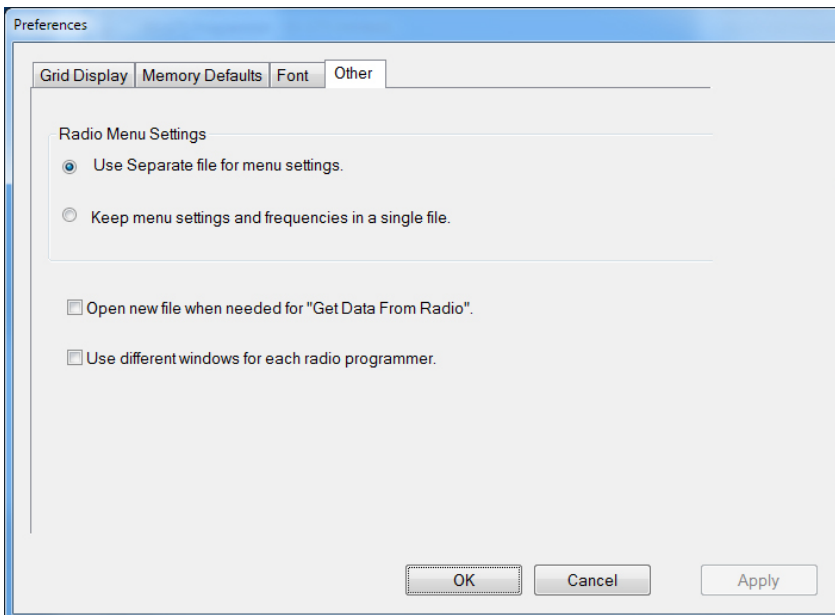 Preferences
Grid Display Memory Defaults Font Other
Radio Menu Settings
Use Separate file for menu settings.
Keep menu settings and frequencies in a single file.
Open new file when needed for "Get Data From Radio".
Use different windows for each radio programmer.
OK Cancel Apply